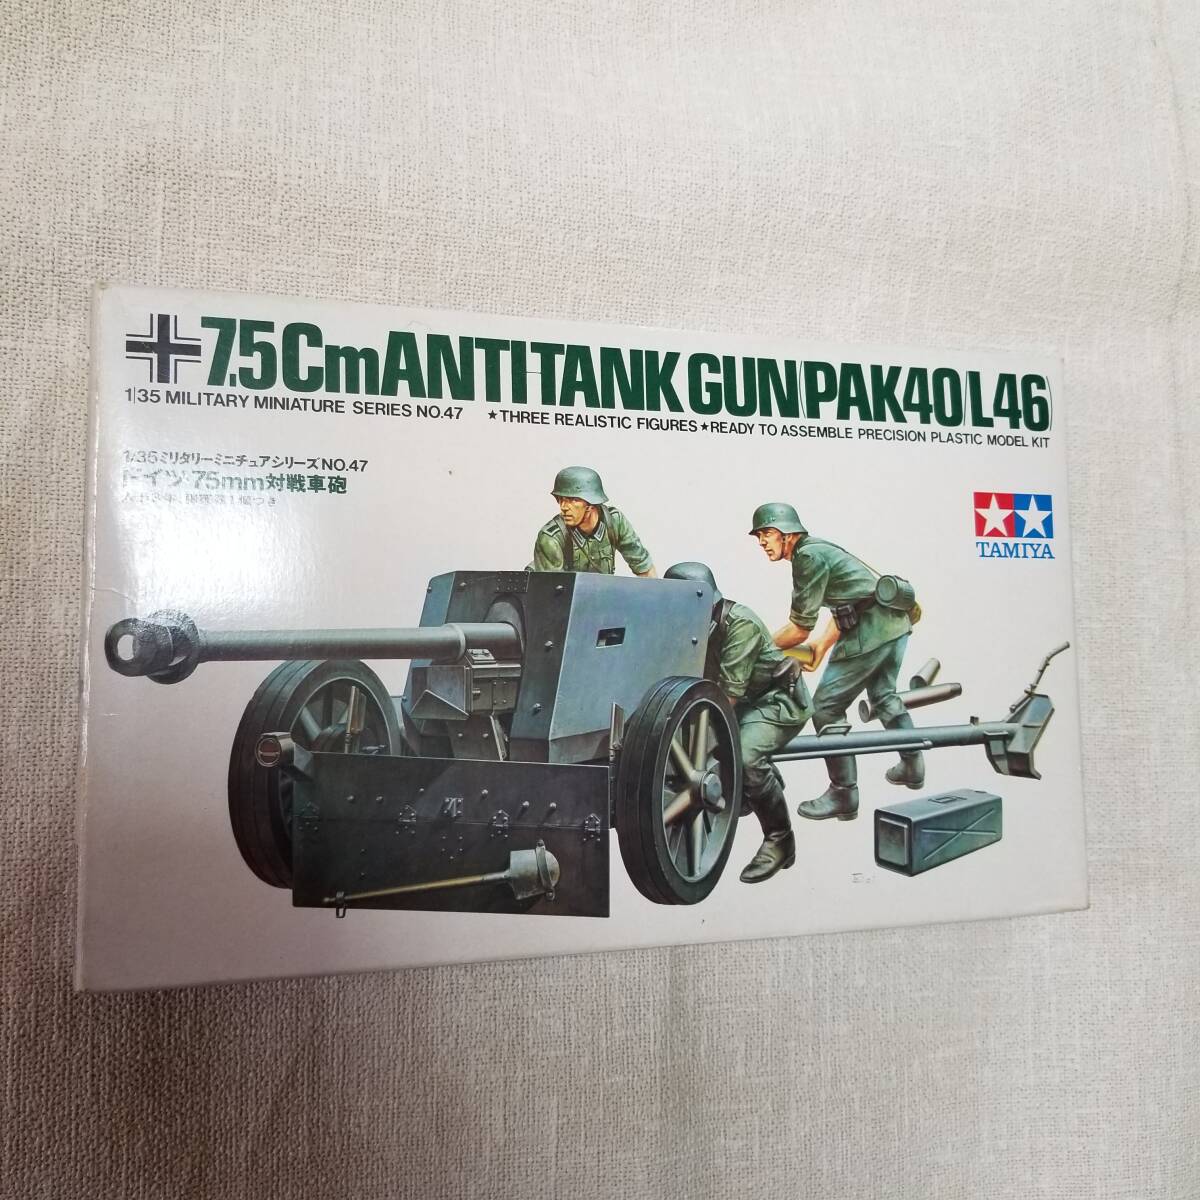 7.5Cm ANTITANK GUN(PAK40/L46)
1/35 MILITARY MINIATURE SERIES NO.47 ★THREE REALISTIC FIGURES ★READY TO ASSEMBLE PRECISION PLASTIC MODEL KIT
1/35ミリタリーミニチュアシリーズNO.47
ドイツ・75mm対戦車砲
TAMIYA